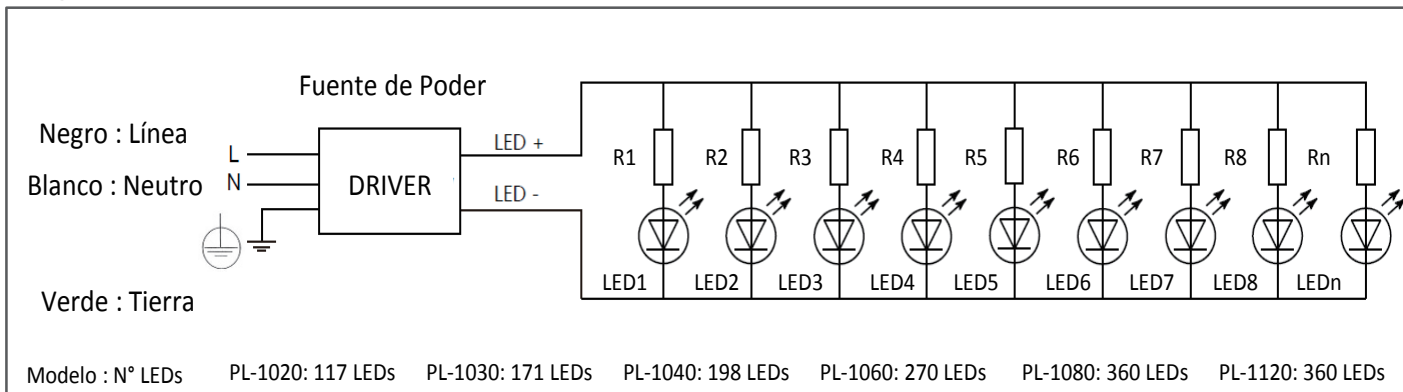 Fuente de Poder
Negro : Línea
L
LED +
Blanco : Neutro
N
DRIVER
LED -
R1 R2 R3 R4 R5 R6 R7 R8 Rn
LED1 LED2 LED3 LED4 LED5 LED6 LED7 LED8 LEDn
Verde : Tierra
Modelo : N° LEDs PL-1020: 117 LEDs PL-1030: 171 LEDs PL-1040: 198 LEDs PL-1060: 270 LEDs PL-1080: 360 LEDs PL-1120: 360 LEDs